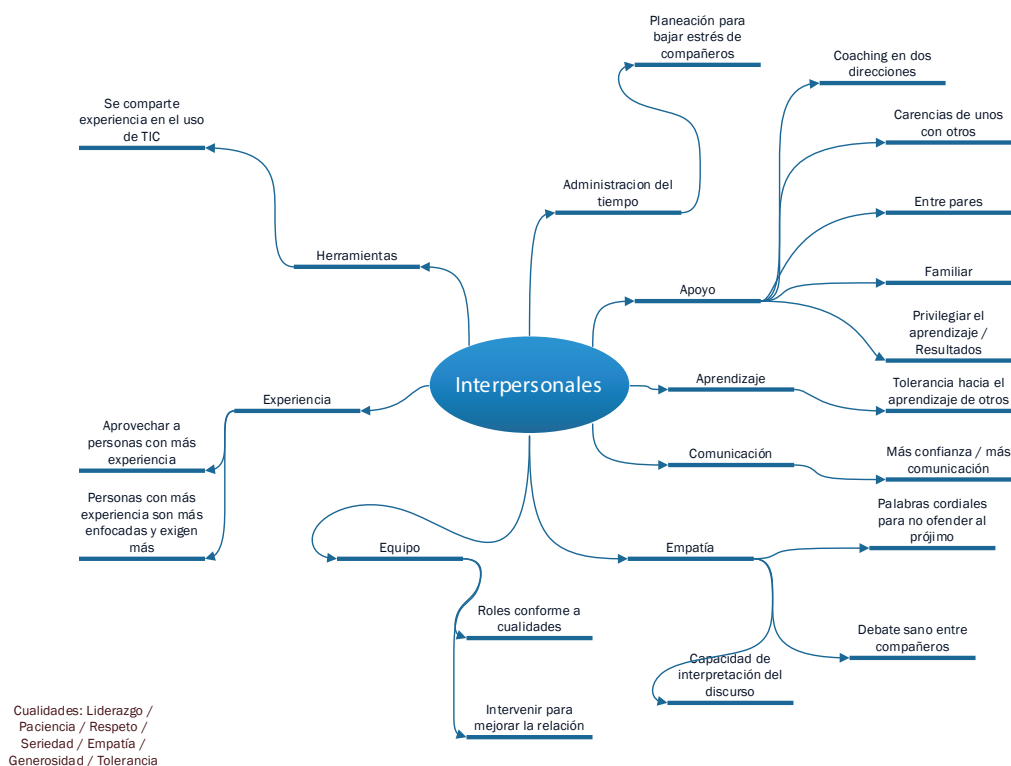 Planeación para
bajar estrés de
compañeros
Coaching en dos
direcciones
Se comparte
experiencia en el uso
de TIC
Carencias de unos
con otros
Administracion del
tiempo
Entre pares
Herramientas
Familiar
Apoyo
Privilegiar el
aprendizaje /
Resultados
Interpersonales
Aprendizaje
Tolerancia hacia el
aprendizaje de otros
Experiencia
Aprovechar a
personas con más
experiencia
Comunicación
Más confianza / más
comunicación
Personas con más
experiencia son más
enfocadas y exigen
más
Palabras cordiales
para no ofender al
prójimo
Equipo
Empatía
Roles conforme a
cualidades
Debate sano entre
compañeros
Capacidad de
interpretación del
discurso
Intervenir para
mejorar la relación
Cualidades: Liderazgo /
Paciencia / Respeto /
Seriedad / Empatía /
Generosidad / Tolerancia